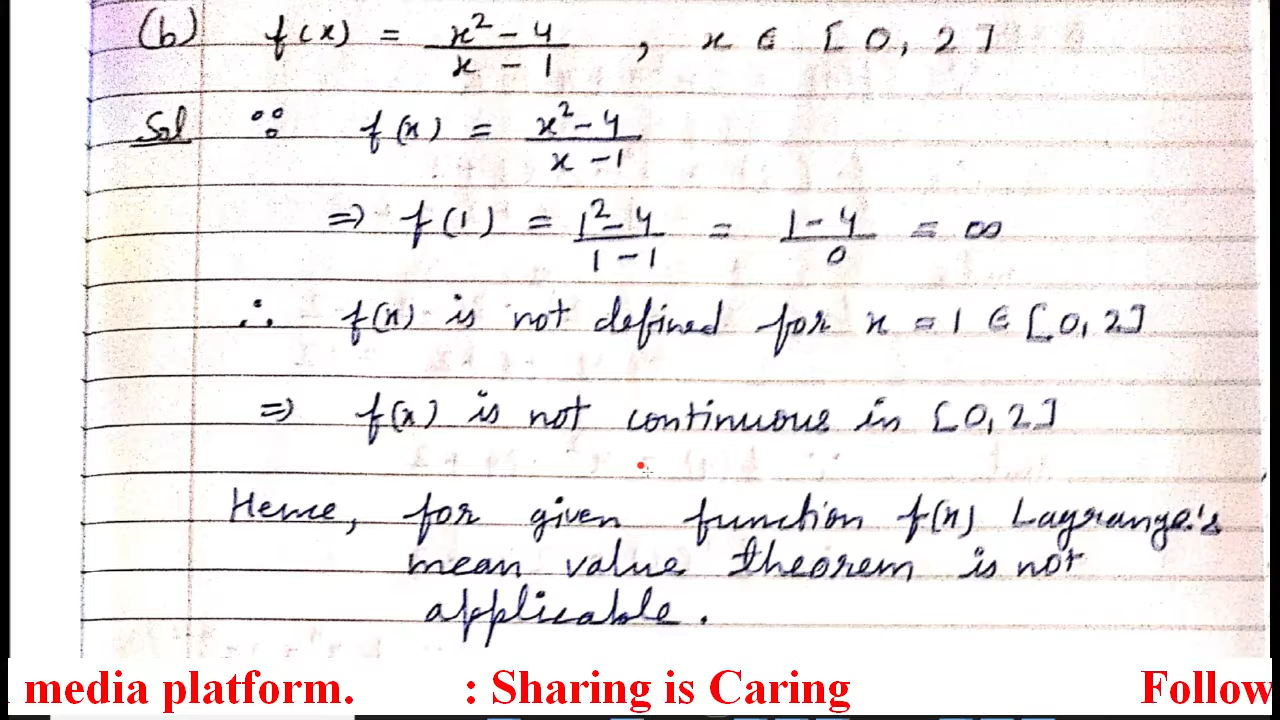 (b) f(x) = x² - 4 / x - 1 , x ∈ [0, 2]
Sol ∵ f(x) = x² - 4 / x - 1
⇒ f(1) = 1² - 4 / 1 - 1 = 1 - 4 / 0 = ∞
∴ f(x) is not defined for x = 1 ∈ [0, 2]
⇒ f(x) is not continuous in [0, 2]
Hence, for given function f(x) Lagrange's
mean value theorem is not
applicable.
media platform. : Sharing is Caring Follow